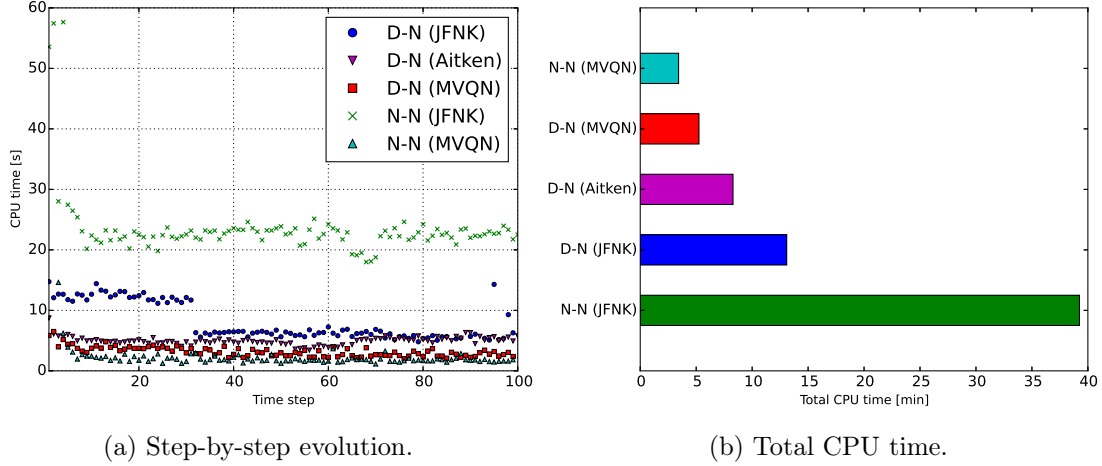 60
50
40
30
20
10
0
CPU time [s]
20
40
60
80
100
Time step
D-N (JFNK)
D-N (Aitken)
D-N (MVQN)
N-N (JFNK)
N-N (MVQN)
(a) Step-by-step evolution.
N-N (MVQN)
D-N (MVQN)
D-N (Aitken)
D-N (JFNK)
N-N (JFNK)
0
5
10
15
20
25
30
35
40
Total CPU time [min]
(b) Total CPU time.